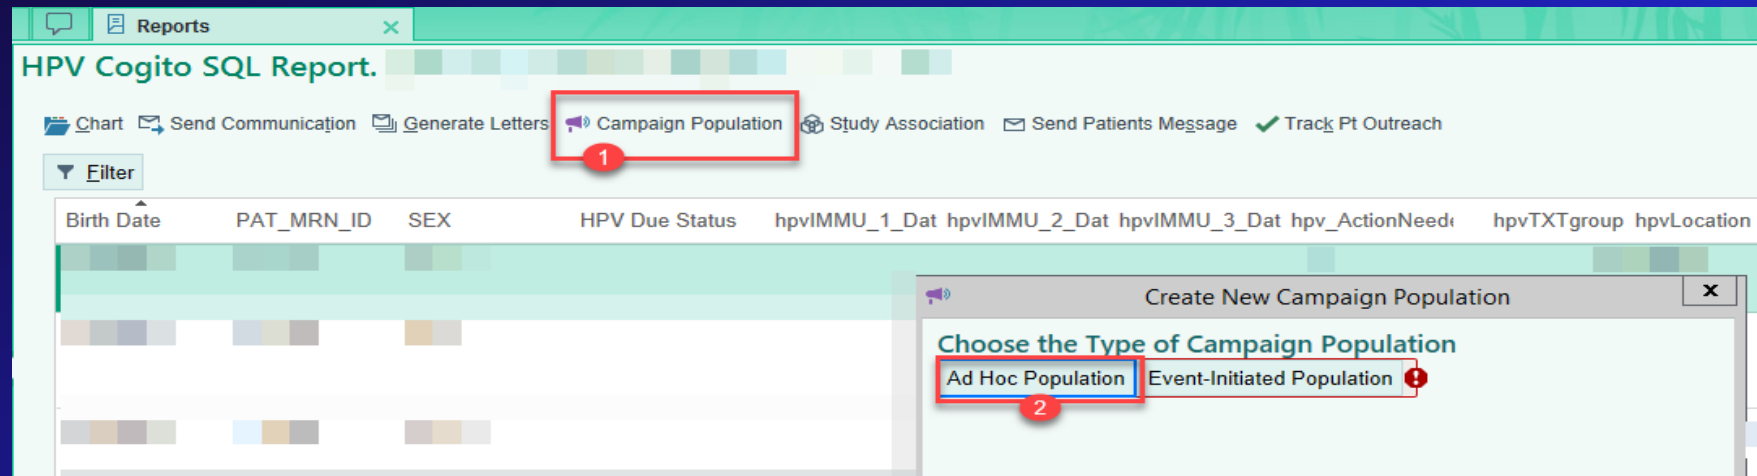 Reports
HPV Cogito SQL Report.
Chart Send Communication Generate Letters Campaign Population Study Association Send Patients Message Track Pt Outreach
1
Filter
Birth Date PAT_MRN_ID SEX HPV Due Status hpvIMMU_1_Dat hpvIMMU_2_Dat hpvIMMU_3_Dat hpv_ActionNeede hpvTXTgroup hpvLocation
Create New Campaign Population
Choose the Type of Campaign Population
Ad Hoc Population Event-Initiated Population
2